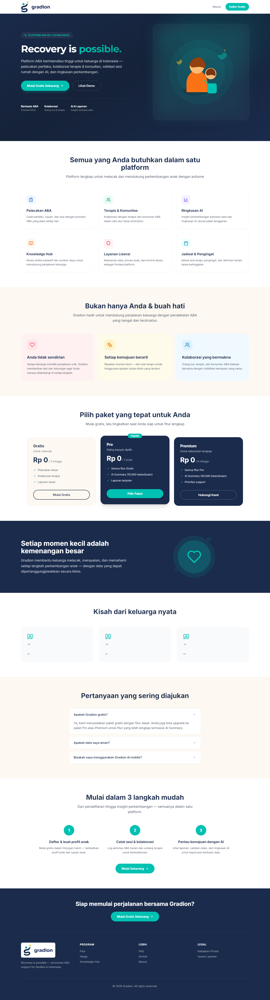 gradion
Masuk
Daftar Gratis
PLATFORM ABA NO. 1 DI INDONESIA
Recovery is possible.
Platform ABA berintensitas tinggi untuk keluarga di Indonesia —
pelacakan perilaku, kolaborasi terapis & konsultan, validasi sesi
rumah dengan AI, dan ringkasan perkembangan.
Mulai Gratis Sekarang →
Lihat Demo
Berbasis ABA
Protokol klinis
Kolaborasi
Orang tua & terapis
AI & Laporan
Insight berbasis data
Semua yang Anda butuhkan dalam satu
platform
Platform lengkap untuk melacak dan mendukung perkembangan anak dengan autisme
Pelacakan ABA
Catat perilaku, tujuan, dan sesi dengan protokol
ABA yang jelas setiap hari.
Terapis & Komunitas
Kolaborasi dengan terapis dan konsultan ABA
dalam satu alur kerja terstruktur.
Ringkasan AI
Insight perkembangan berbasis data dan
ringkasan AI sesuai paket langganan.
Knowledge Hub
Akses artikel edukatif dan sumber daya untuk
mendukung perjalanan keluarga.
Layanan Lisensi
Keamanan data, privasi anak, dan kontrol akses
sebagai fondasi platform.
Jadwal & Pengingat
Kelola sesi terapi, pengingat, dan aktivitas harian
tanpa ketinggalan.
Bukan hanya Anda & buah hati
Gradion hadir untuk mendukung perjalanan keluarga dengan pendekatan ABA
yang hangat dan terstruktur.
Anda tidak sendirian
Setiap keluarga memiliki perjalanan unik. Gradion
memberikan alat dan dukungan agar Anda
merasa didampingi di setiap langkah.
Setiap kemajuan berarti
Rayakan momen kecil — dari sesi terapi rumah
hingga pencapaian tujuan klinis yang terukur.
Kolaborasi yang bermakna
Orang tua, terapis, dan konsultan ABA bekerja
bersama dengan visibilitas kemajuan yang sama.
Pilih paket yang tepat untuk Anda
Mulai gratis, lalu tingkatkan saat Anda siap untuk fitur lengkap
Gratis
Untuk memulai
Rp 0 / 2 minggu
Pelacakan dasar
Kolaborasi terapis
Laporan dasar
Mulai Gratis
Populer
Pro
Paling banyak dipilih
Rp 0 / 1 bulan
Semua fitur Gratis
AI Summary (10.000 token/bulan)
Laporan lanjutan
Pilih Paket
Premium
Untuk kebutuhan lengkap
Rp 0 / 8 minggu
Semua fitur Pro
AI Summary (30.000 token/bulan)
Prioritas support
Hubungi Kami
Setiap momen kecil adalah
kemenangan besar
Gradion membantu keluarga melacak, merayakan, dan memahami
setiap langkah perkembangan anak — dengan data yang dapat
dipertanggungjawabkan secara klinis.
Kisah dari keluarga nyata
“”
—
“”
—
“”
—
Pertanyaan yang sering diajukan
Apakah Gradion gratis?
Ya, kami menyediakan paket gratis dengan fitur dasar. Anda juga bisa upgrade ke
paket Pro atau Premium untuk fitur yang lebih lengkap termasuk AI Summary.
Apakah data saya aman?
Bisakah saya menggunakan Gradion di mobile?
Mulai dalam 3 langkah mudah
Dari pendaftaran hingga insight perkembangan — semuanya dalam satu
platform.
1
Daftar & buat profil anak
Mulai gratis dalam hitungan menit — tambahkan
profil anak dan tujuan awal.
2
Catat sesi & kolaborasi
Log aktivitas ABA harian dan undang terapis
untuk berkolaborasi.
3
Pantau kemajuan dengan AI
Lihat laporan, validasi video, dan ringkasan AI
untuk keputusan berbasis data.
Mulai Sekarang →
Siap memulai perjalanan bersama Gradion?
Mulai Gratis Sekarang →
gradion
Recovery is possible — structured ABA
support for families in Indonesia.
PROGRAM
Fitur
Harga
Knowledge Hub
LEBIH
FAQ
Kontak
Masuk
LEGAL
Kebijakan Privasi
Syarat Layanan
© 2026 Gradion. All rights reserved.